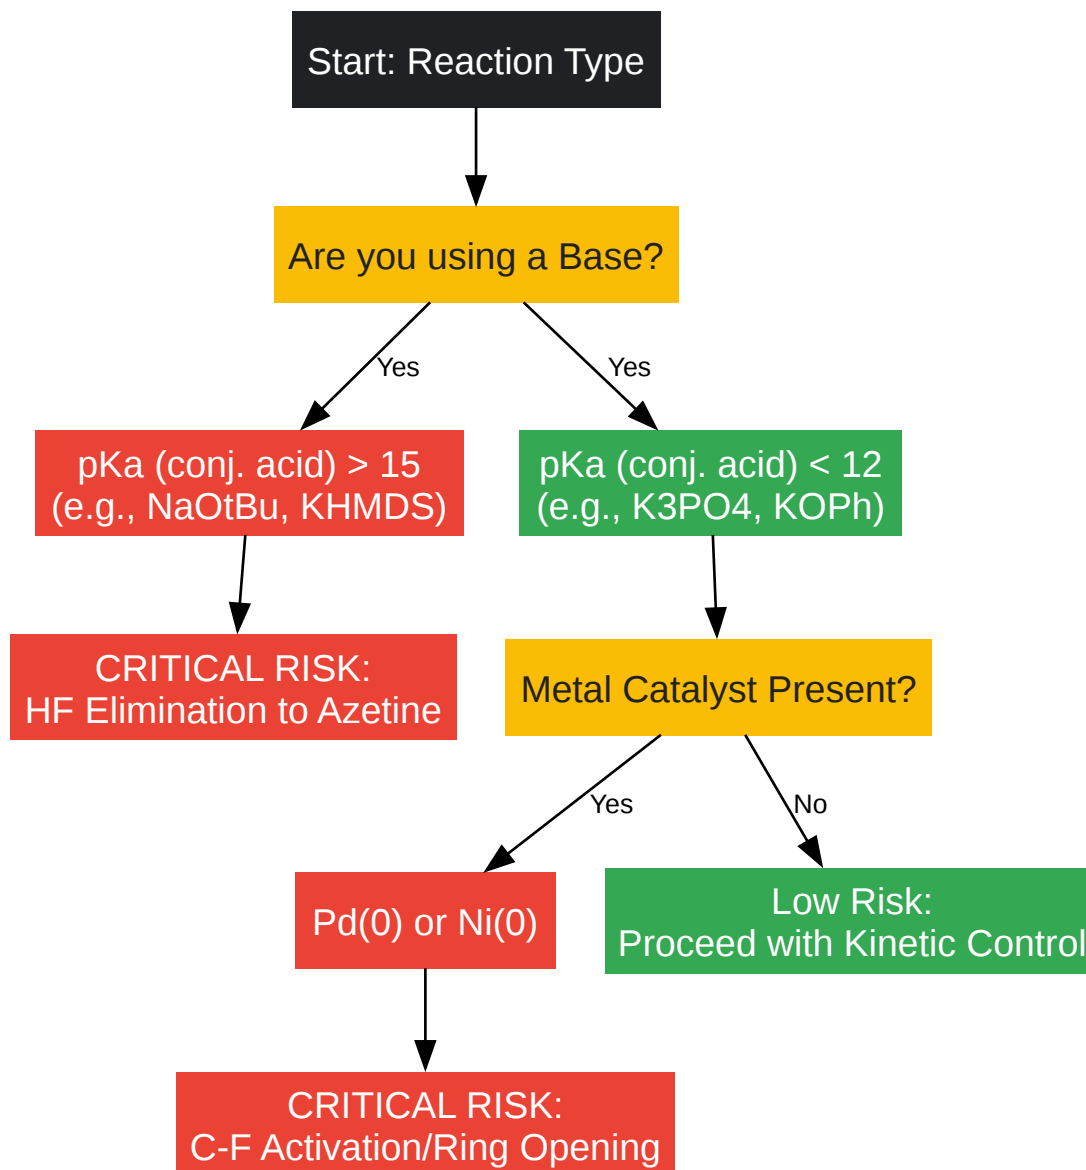 Start: Reaction Type
Are you using a Base?
Yes
Yes
pKa (conj. acid) > 15
(e.g., NaOtBu, KHMDS)
pKa (conj. acid) < 12
(e.g., K3PO4, KOPh)
CRITICAL RISK:
HF Elimination to Azetine
Metal Catalyst Present?
Yes
No
Pd(0) or Ni(0)
Low Risk:
Proceed with Kinetic Control
CRITICAL RISK:
C-F Activation/Ring Opening